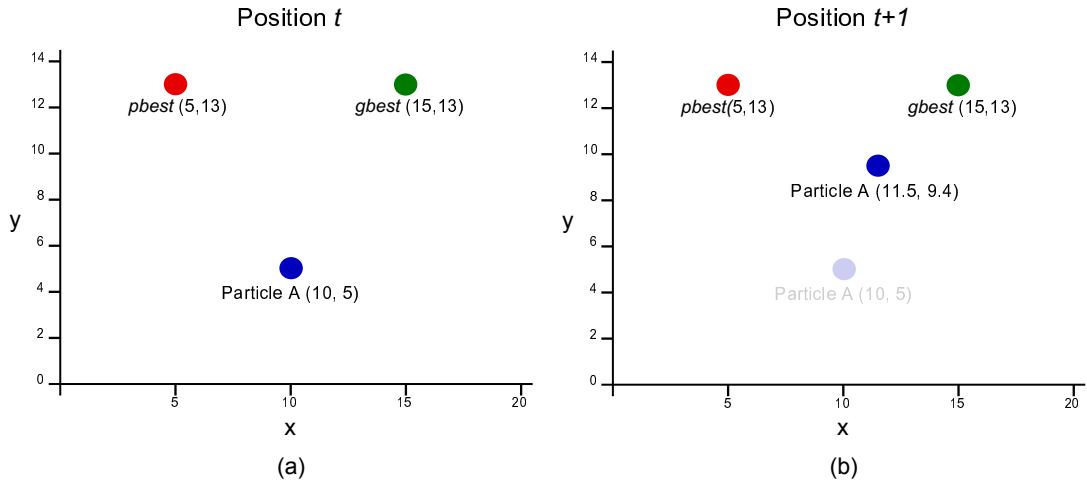 Position t
14
12
10
8
6
4
2
0
y
pbest (5,13)
gbest (15,13)
Particle A (10, 5)
5
10
15
20
x
(a)
Position t+1
14
12
10
8
6
4
2
0
y
pbest(5,13)
gbest (15,13)
Particle A (11.5, 9.4)
Particle A (10, 5)
5
10
15
20
x
(b)